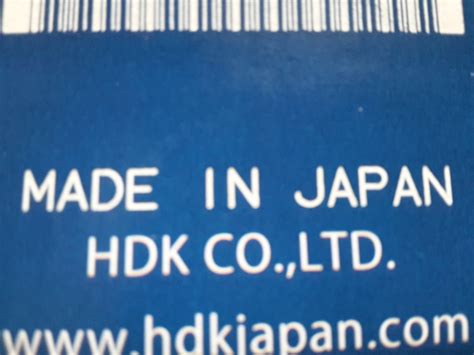 MADE IN JAPAN
HDK CO.,LTD.
www.hdkjapan.com